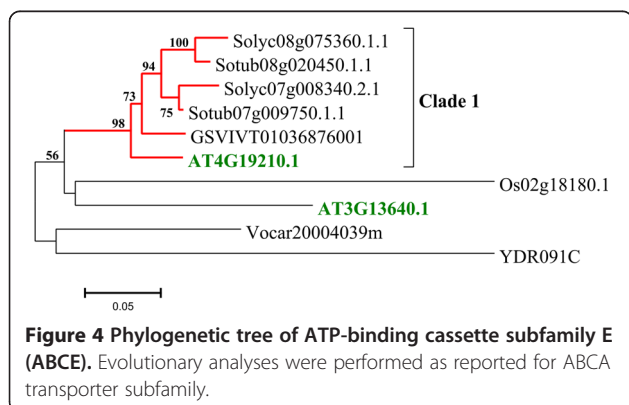 100
Solyc08g075360.1.1
94
Sotub08g020450.1.1
73
Solyc07g008340.2.1
Clade 1
75
Sotub07g009750.1.1
98
GSVIVT01036876001
56
AT4G19210.1
Os02g18180.1
AT3G13640.1
Vocar20004039m
YDR091C
0.05
Figure 4 Phylogenetic tree of ATP-binding cassette subfamily E
(ABCE). Evolutionary analyses were performed as reported for ABCA
transporter subfamily.